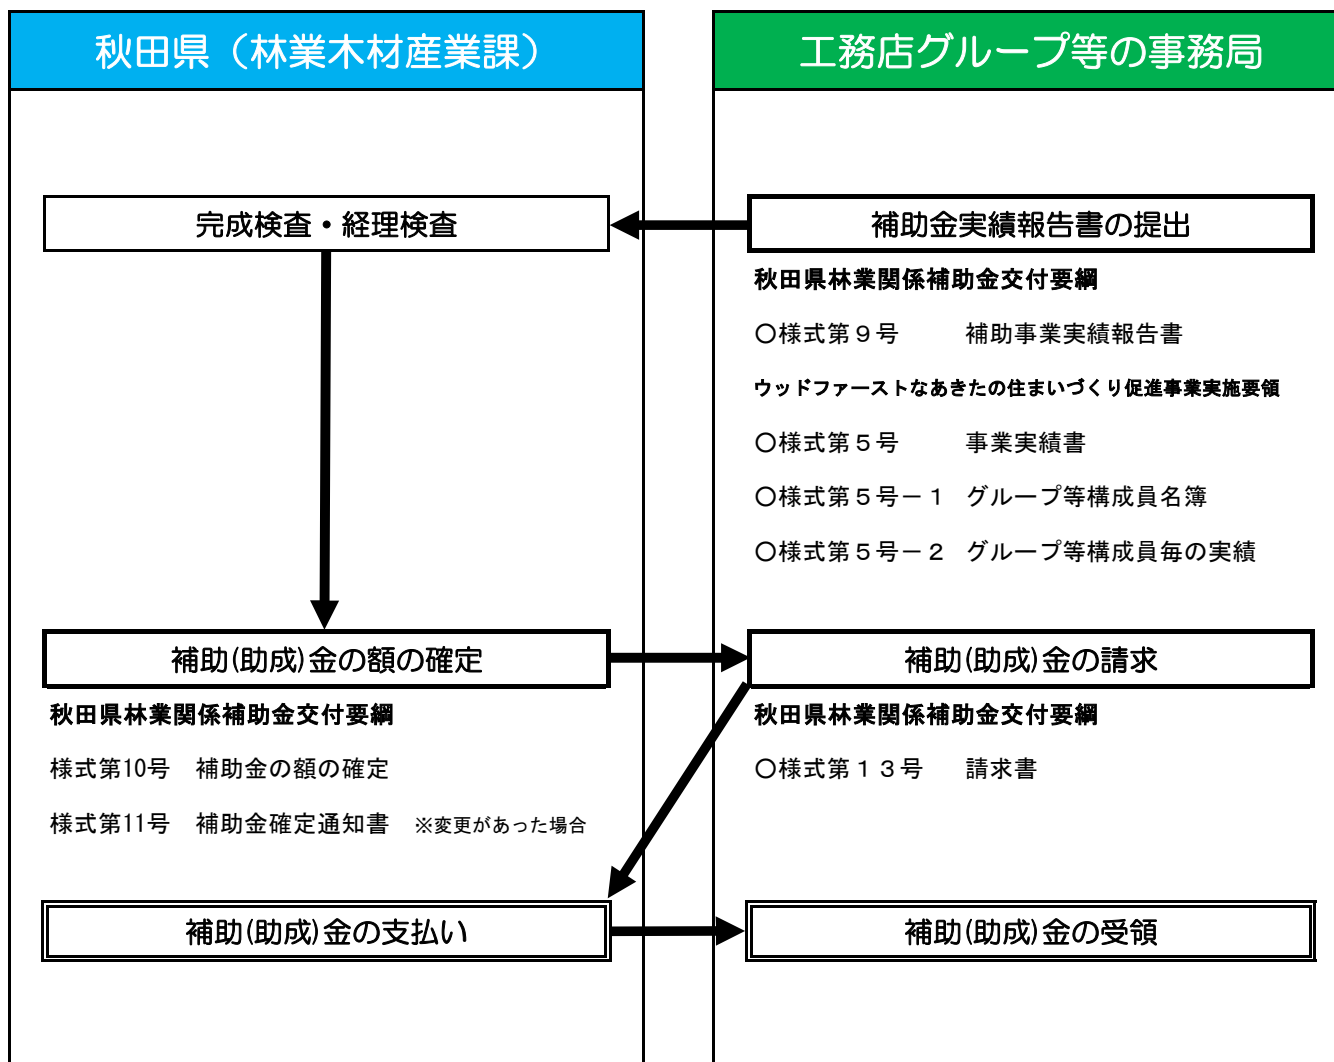 秋田県（林業木材産業課）
工務店グループ等の事務局
完成検査・経理検査
補助金実績報告書の提出
秋田県林業関係補助金交付要綱
〇様式第９号　　　補助事業実績報告書
ウッドファーストなあきたの住まいづくり促進事業実施要領
〇様式第５号　　　事業実績書
〇様式第５号－１　グループ等構成員名簿
〇様式第５号－２　グループ等構成員毎の実績
補助(助成)金の額の確定
補助(助成)金の請求
秋田県林業関係補助金交付要綱
様式第10号　補助金の額の確定
様式第11号　補助金確定通知書　※変更があった場合
秋田県林業関係補助金交付要綱
〇様式第１３号　　請求書
補助(助成)金の支払い
補助(助成)金の受領